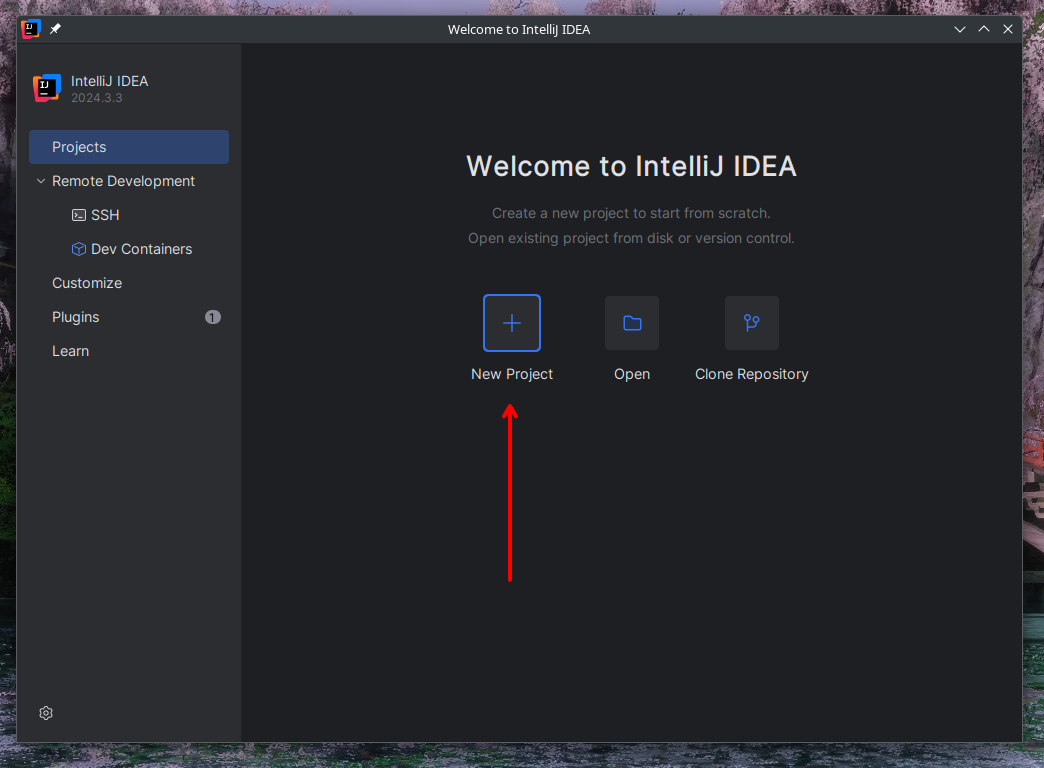 Welcome to IntelliJ IDEA
IntelliJ IDEA
2024.3.3
Projects
Remote Development
SSH
Dev Containers
Customize
Plugins 1
Learn
Welcome to IntelliJ IDEA
Create a new project to start from scratch.
Open existing project from disk or version control.
New Project Open Clone Repository